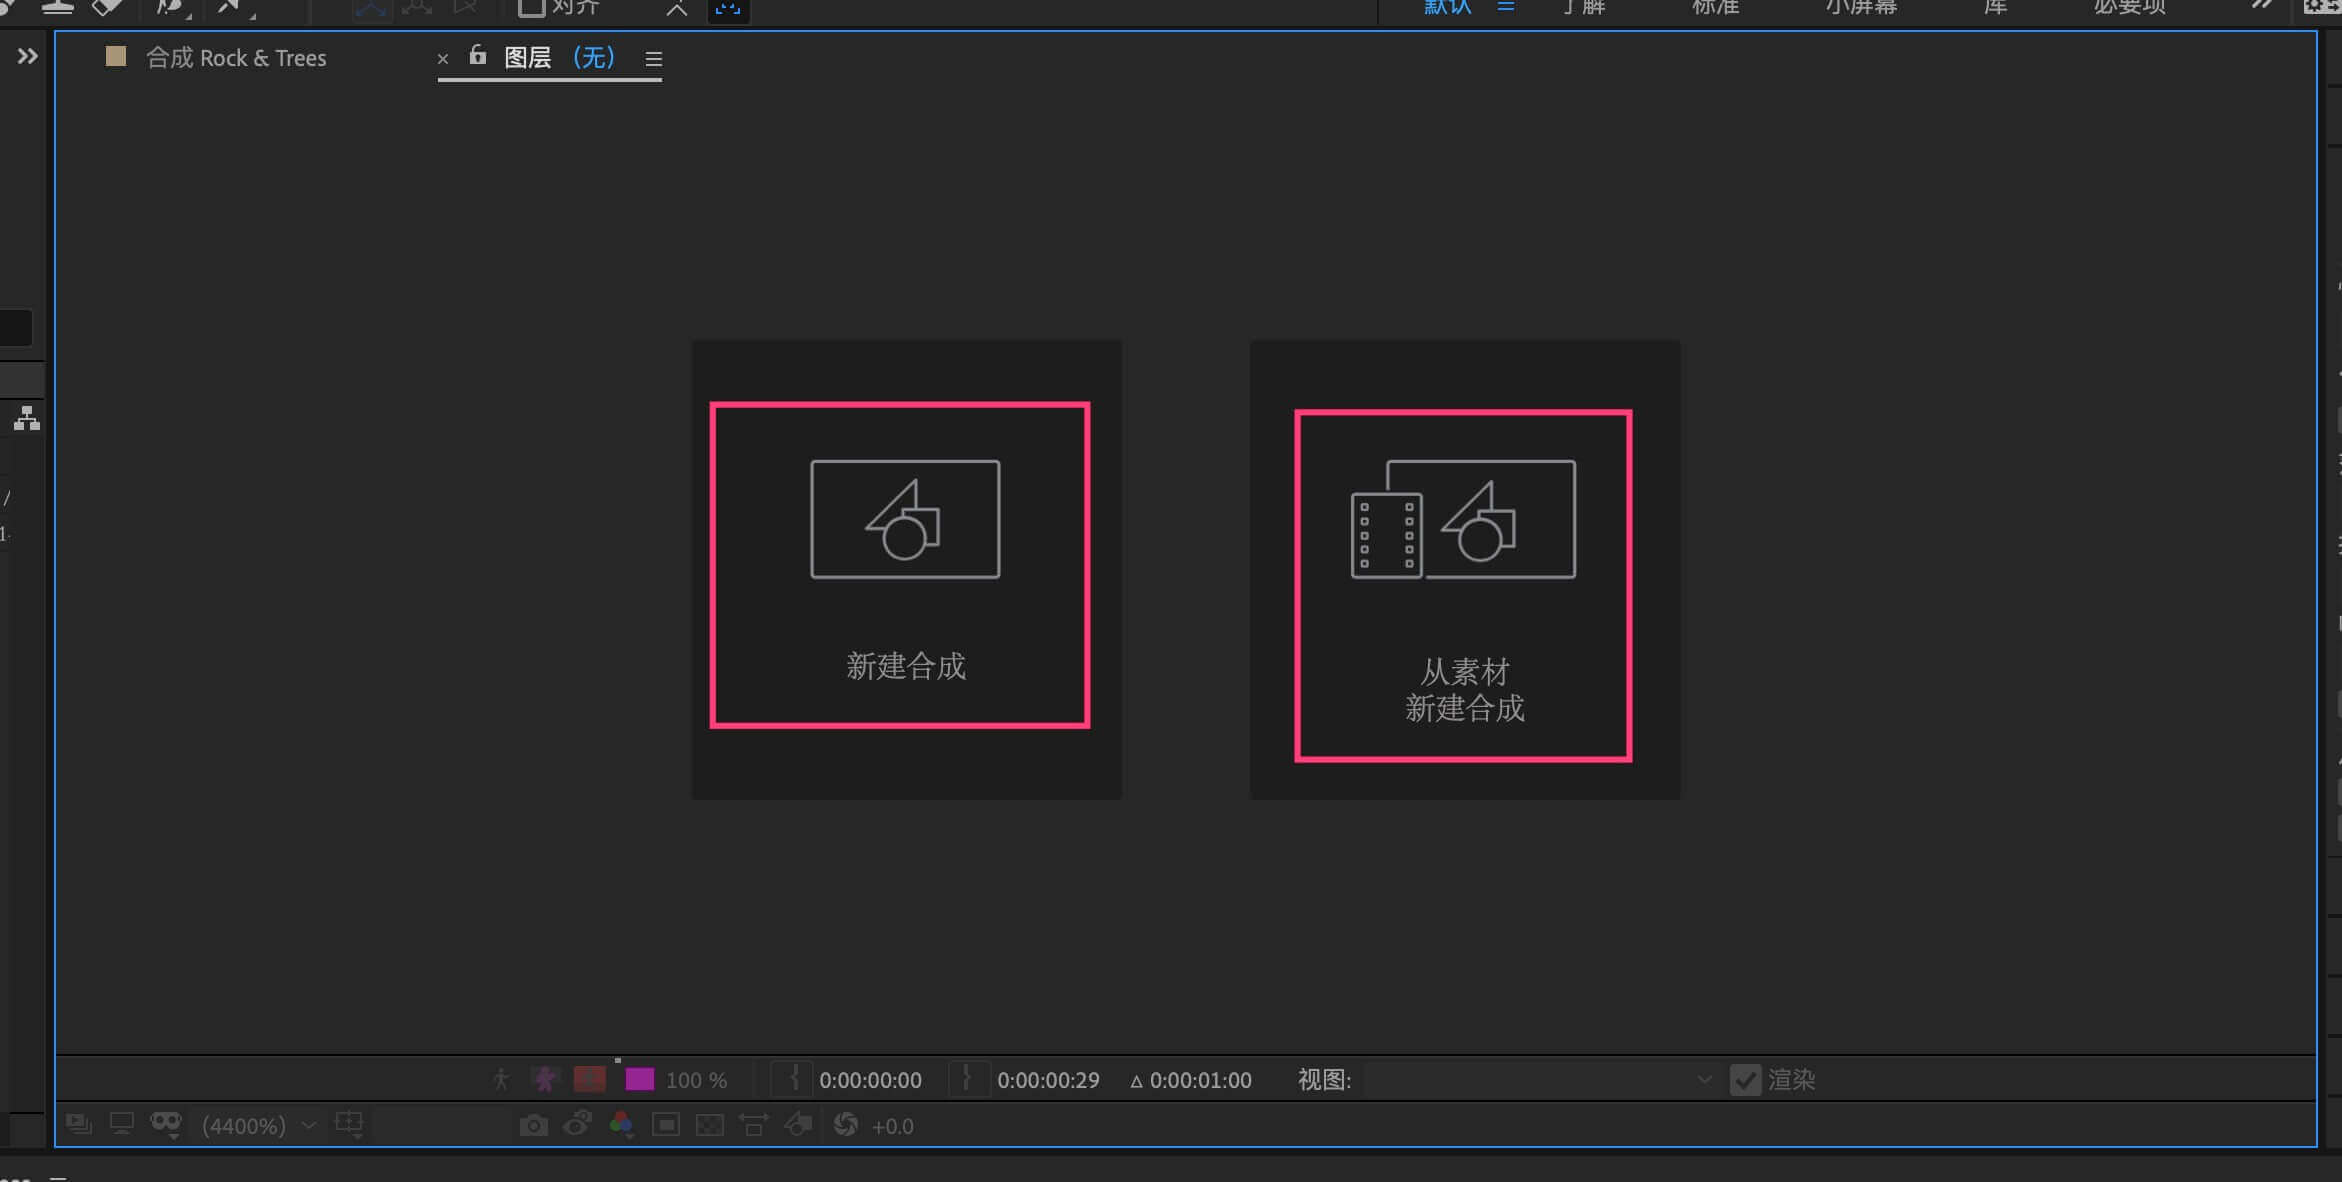 对齐
默认
了解
标准
小屏幕
库
必要项
合成 Rock & Trees
× 图层 (无)
新建合成
从素材
新建合成
100 %
0:00:00:00
0:00:00:29
Δ 0:00:01:00
视图:
渲染
(4400%)
+0.0